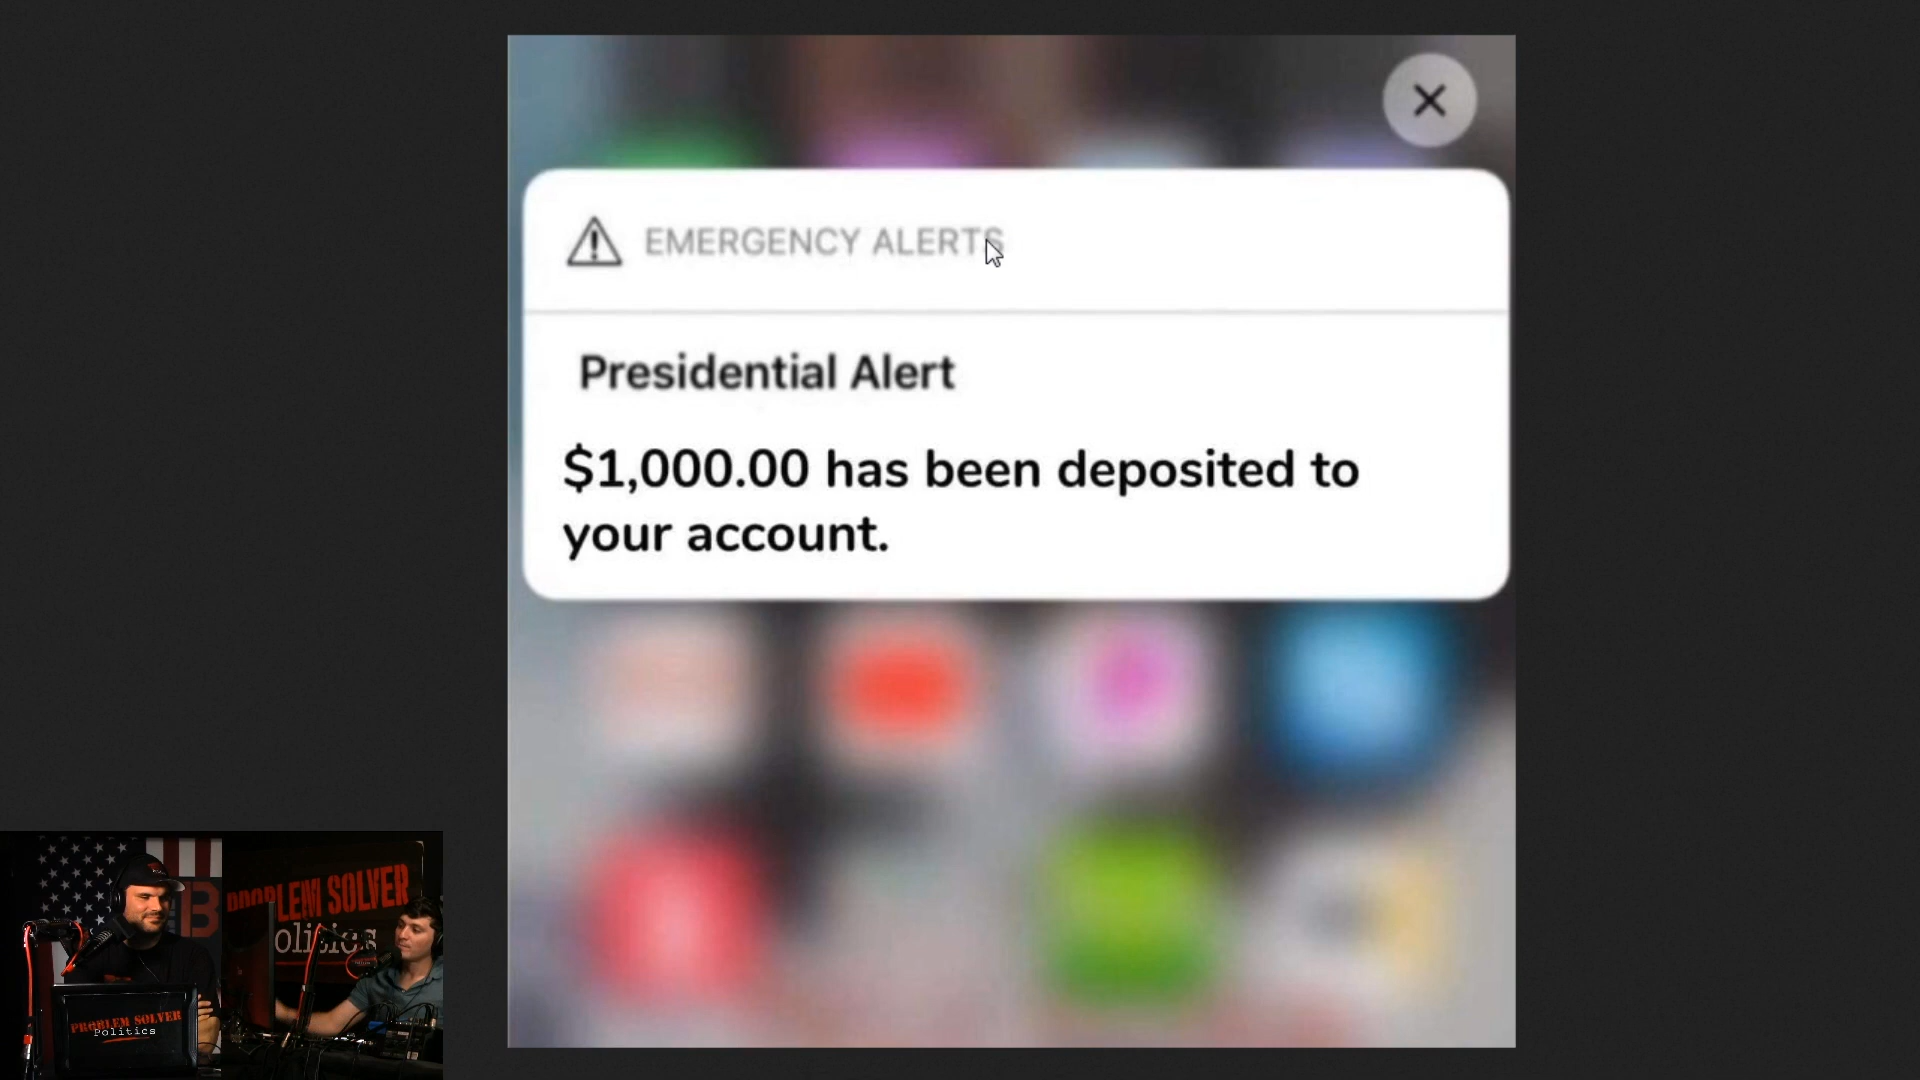 EMERGENCY ALERTS
Presidential Alert
$1,000.00 has been deposited to
your account.
PROBLEM SOLVER
Politics
PROBLEM SOLVER
Politics